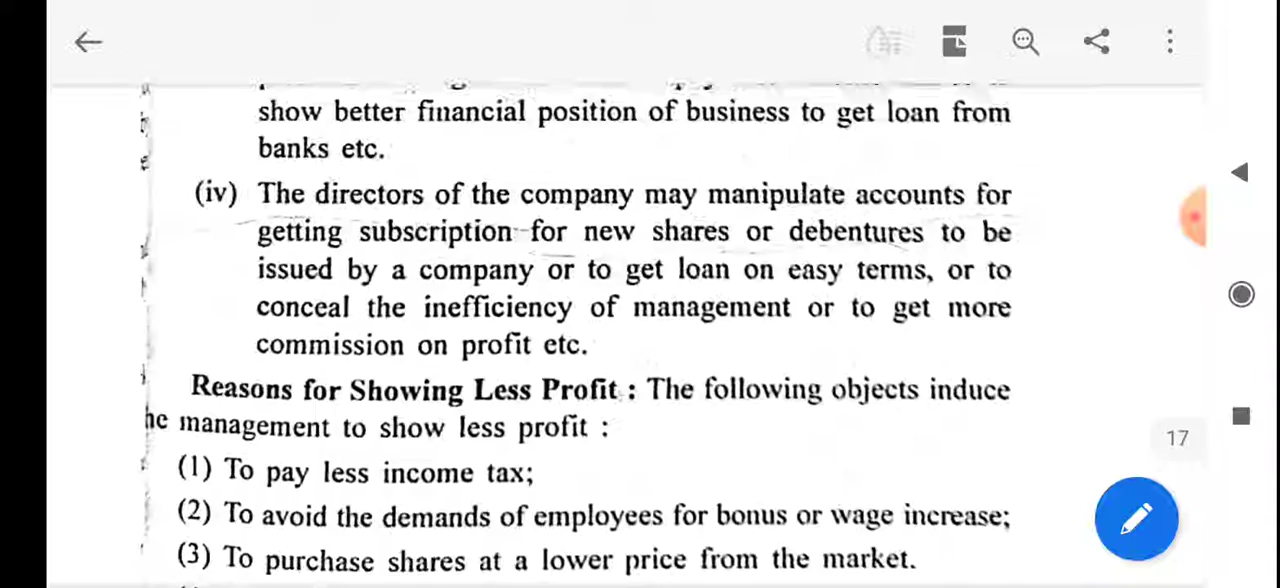 show better financial position of business to get loan from
banks etc.
(iv) The directors of the company may manipulate accounts for
getting subscription for new shares or debentures to be
issued by a company or to get loan on easy terms, or to
conceal the inefficiency of management or to get more
commission on profit etc.
Reasons for Showing Less Profit : The following objects induce
he management to show less profit :
17
(1) To pay less income tax;
(2) To avoid the demands of employees for bonus or wage increase;
(3) To purchase shares at a lower price from the market.